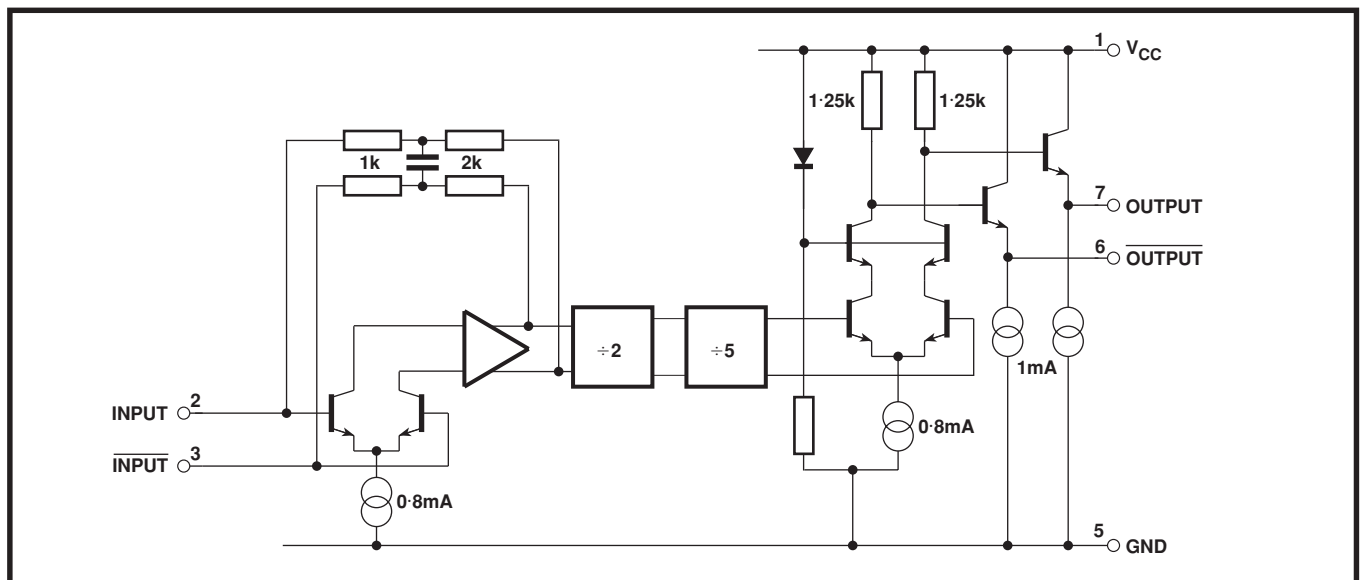 1
V_CC
1·25k
1·25k
1k
2k
7
OUTPUT
6
OUTPUT
÷2
÷5
1mA
INPUT
2
0·8mA
INPUT
3
0·8mA
5
GND